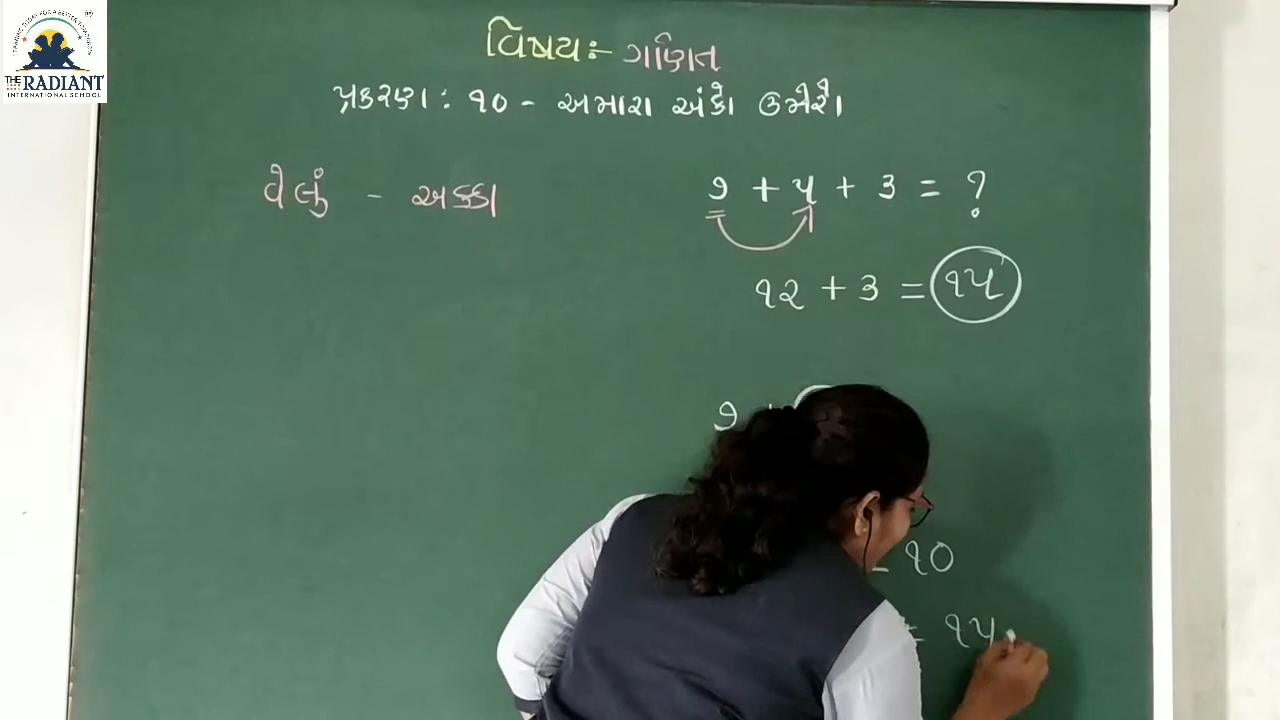 THE RADIANT
INTERNATIONAL SCHOOL
વિષયઃ- ગણિત
પ્રકરણ : ૧૦ - અમારા અંકો ઉમેરો
વેલું - અક્કા
૭ + ૫ + ૩ = ?
૧૨ + ૩ = ૧૫
૭ +
= ૧૦
= ૧૫